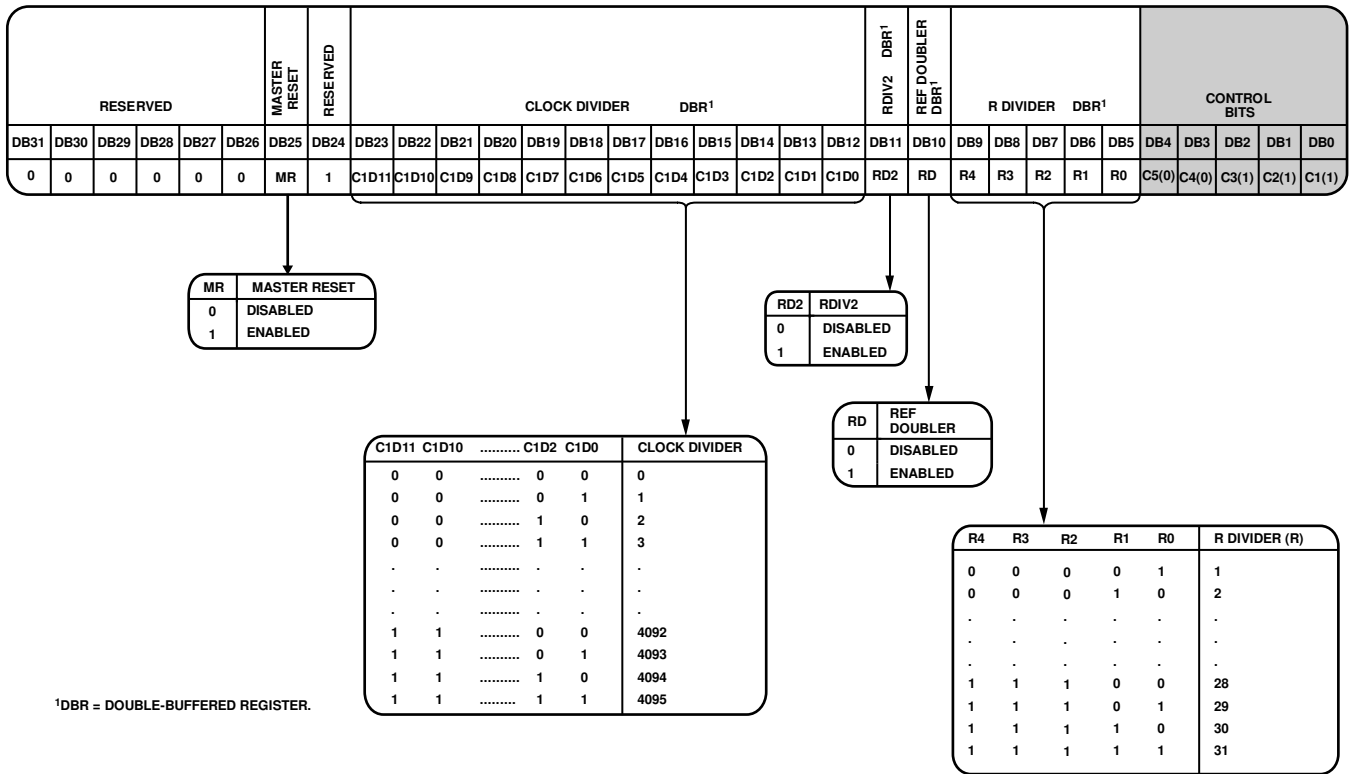 RESERVED
MASTER RESET
RESERVED
CLOCK DIVIDER DBR1
RDIV2 DBR1
REF DOUBLER DBR1
R DIVIDER DBR1
CONTROL BITS
DB31 DB30 DB29 DB28 DB27 DB26 DB25 DB24 DB23 DB22 DB21 DB20 DB19 DB18 DB17 DB16 DB15 DB14 DB13 DB12 DB11 DB10 DB9 DB8 DB7 DB6 DB5 DB4 DB3 DB2 DB1 DB0
0 0 0 0 0 0 MR 1 C1D11 C1D10 C1D9 C1D8 C1D7 C1D6 C1D5 C1D4 C1D3 C1D2 C1D1 C1D0 RD2 RD R4 R3 R2 R1 R0 C5(0) C4(0) C3(1) C2(1) C1(1)
MR MASTER RESET
0 DISABLED
1 ENABLED
RD2 RDIV2
0 DISABLED
1 ENABLED
RD REF DOUBLER
0 DISABLED
1 ENABLED
C1D11 C1D10 .......... C1D2 C1D0 CLOCK DIVIDER
0 0 .......... 0 0 0
0 0 .......... 0 1 1
0 0 .......... 1 0 2
0 0 .......... 1 1 3
. . .......... . . .
. . .......... . . .
. . .......... . . .
1 1 .......... 0 0 4092
1 1 .......... 0 1 4093
1 1 .......... 1 0 4094
1 1 ......... 1 1 4095
R4 R3 R2 R1 R0 R DIVIDER (R)
0 0 0 0 1 1
0 0 0 1 0 2
. . . . . .
. . . . . .
. . . . . .
1 1 1 0 0 28
1 1 1 0 1 29
1 1 1 1 0 30
1 1 1 1 1 31
1DBR = DOUBLE-BUFFERED REGISTER.